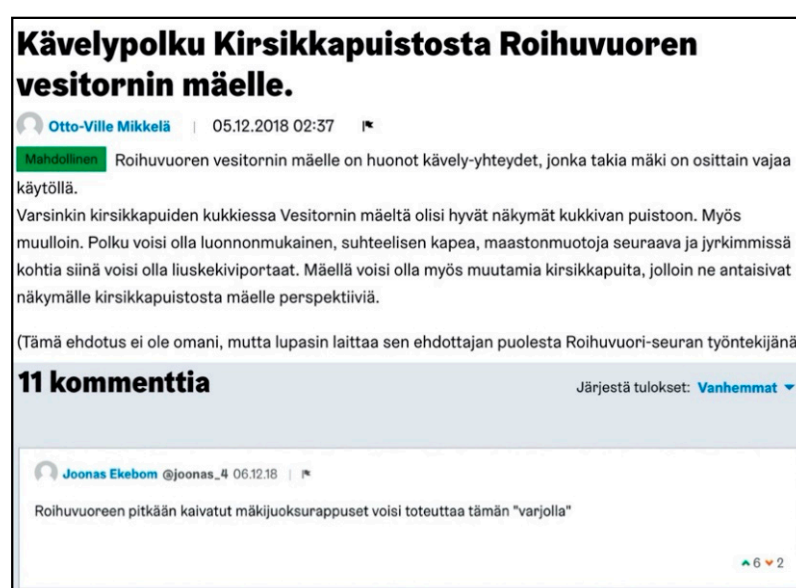 Kävelypolku Kirsikkapuistosta Roihuvuoren
vesitornin mäelle.
Otto-Ville Mikkelä | 05.12.2018 02:37
Mahdollinen Roihuvuoren vesitornin mäelle on huonot kävely-yhteydet, jonka takia mäki on osittain vajaa
käytöllä.
Varsinkin kirsikkapuiden kukkiessa Vesitornin mäeltä olisi hyvät näkymät kukkivan puistoon. Myös
muulloin. Polku voisi olla luonnonmukainen, suhteelisen kapea, maastonmuotoja seuraava ja jyrkimmissä
kohtia siinä voisi olla liuskekiviportaat. Mäellä voisi olla myös muutamia kirsikkapuita, jolloin ne antaisivat
näkymälle kirsikkapuistosta mäelle perspektiiviä.
(Tämä ehdotus ei ole omani, mutta lupasin laittaa sen ehdottajan puolesta Roihuvuori-seuran työntekijänä
11 kommenttia
Järjestä tulokset: Vanhemmat
Joonas Ekebom @joonas_4 06.12.18 |
Roihuvuoreen pitkään kaivatut mäkijuoksurappuset voisi toteuttaa tämän "varjolla"
6 2